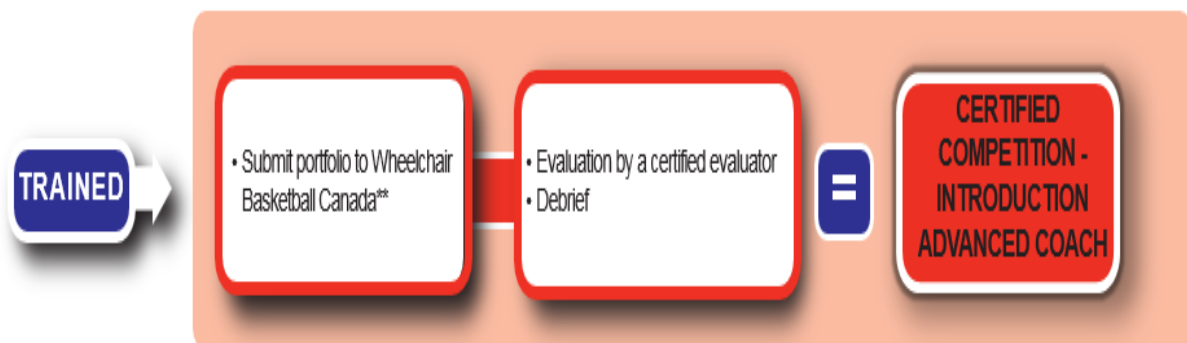 TRAINED
• Submit portfolio to Wheelchair
Basketball Canada**
• Evaluation by a certified evaluator
• Debrief
=
CERTIFIED
COMPETITION -
INTRODUCTION
ADVANCED COACH